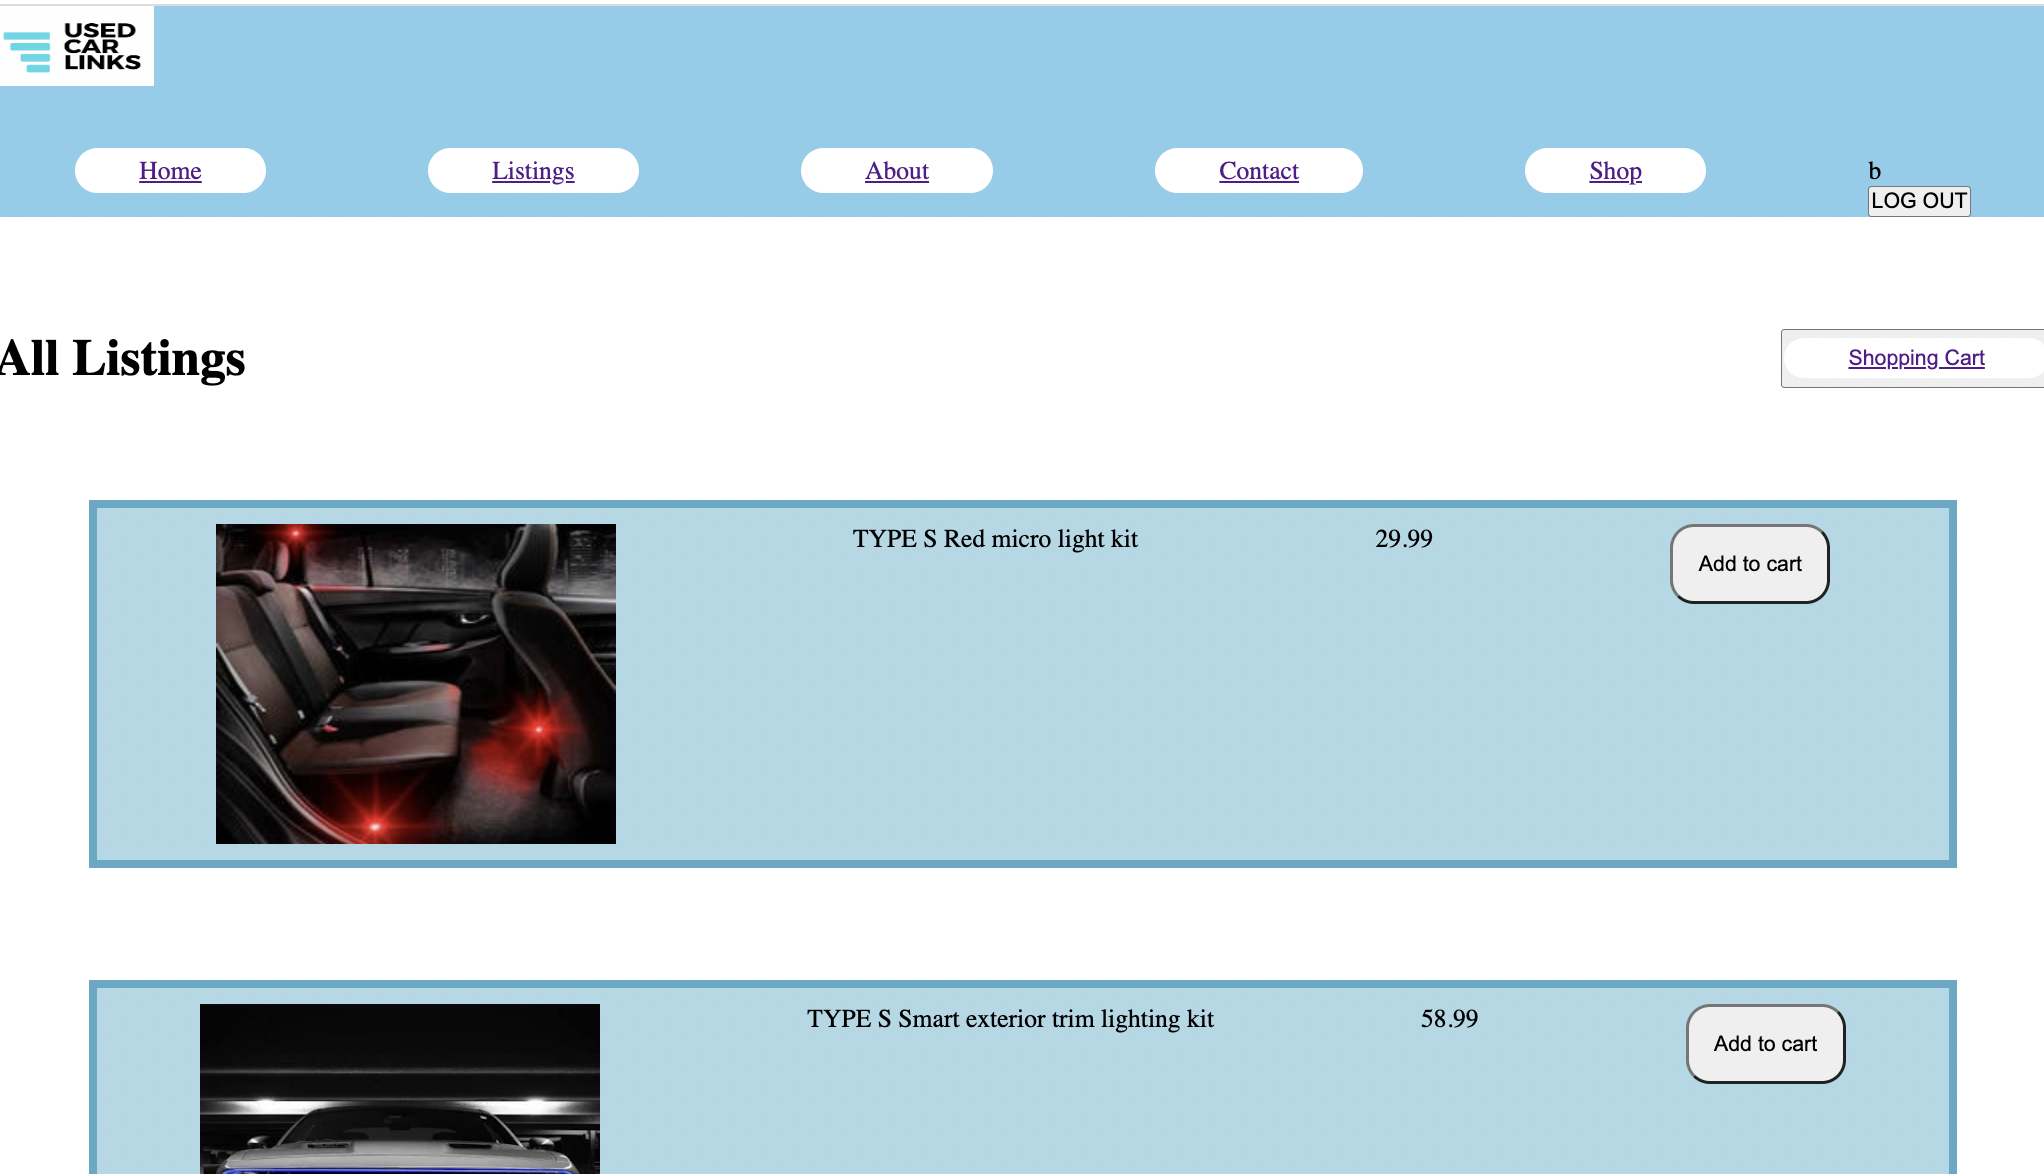 USED
CAR
LINKS
Home
Listings
About
Contact
Shop
b
LOG OUT
All Listings
Shopping Cart
TYPE S Red micro light kit
29.99
Add to cart
TYPE S Smart exterior trim lighting kit
58.99
Add to cart